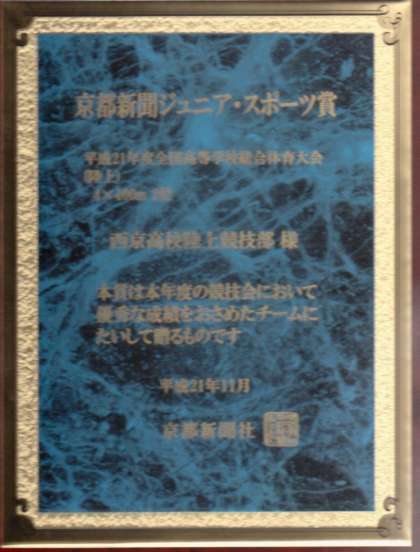 京都新聞ジュニア・スポーツ賞
平成21年度全国高等学校総合体育大会
(陸上)
4×400m
西京高校陸上競技部 様
本賞は本年度の競技会において
優秀な成績をおさめたチームに
たいして贈るものです
平成21年11月
京都新聞社